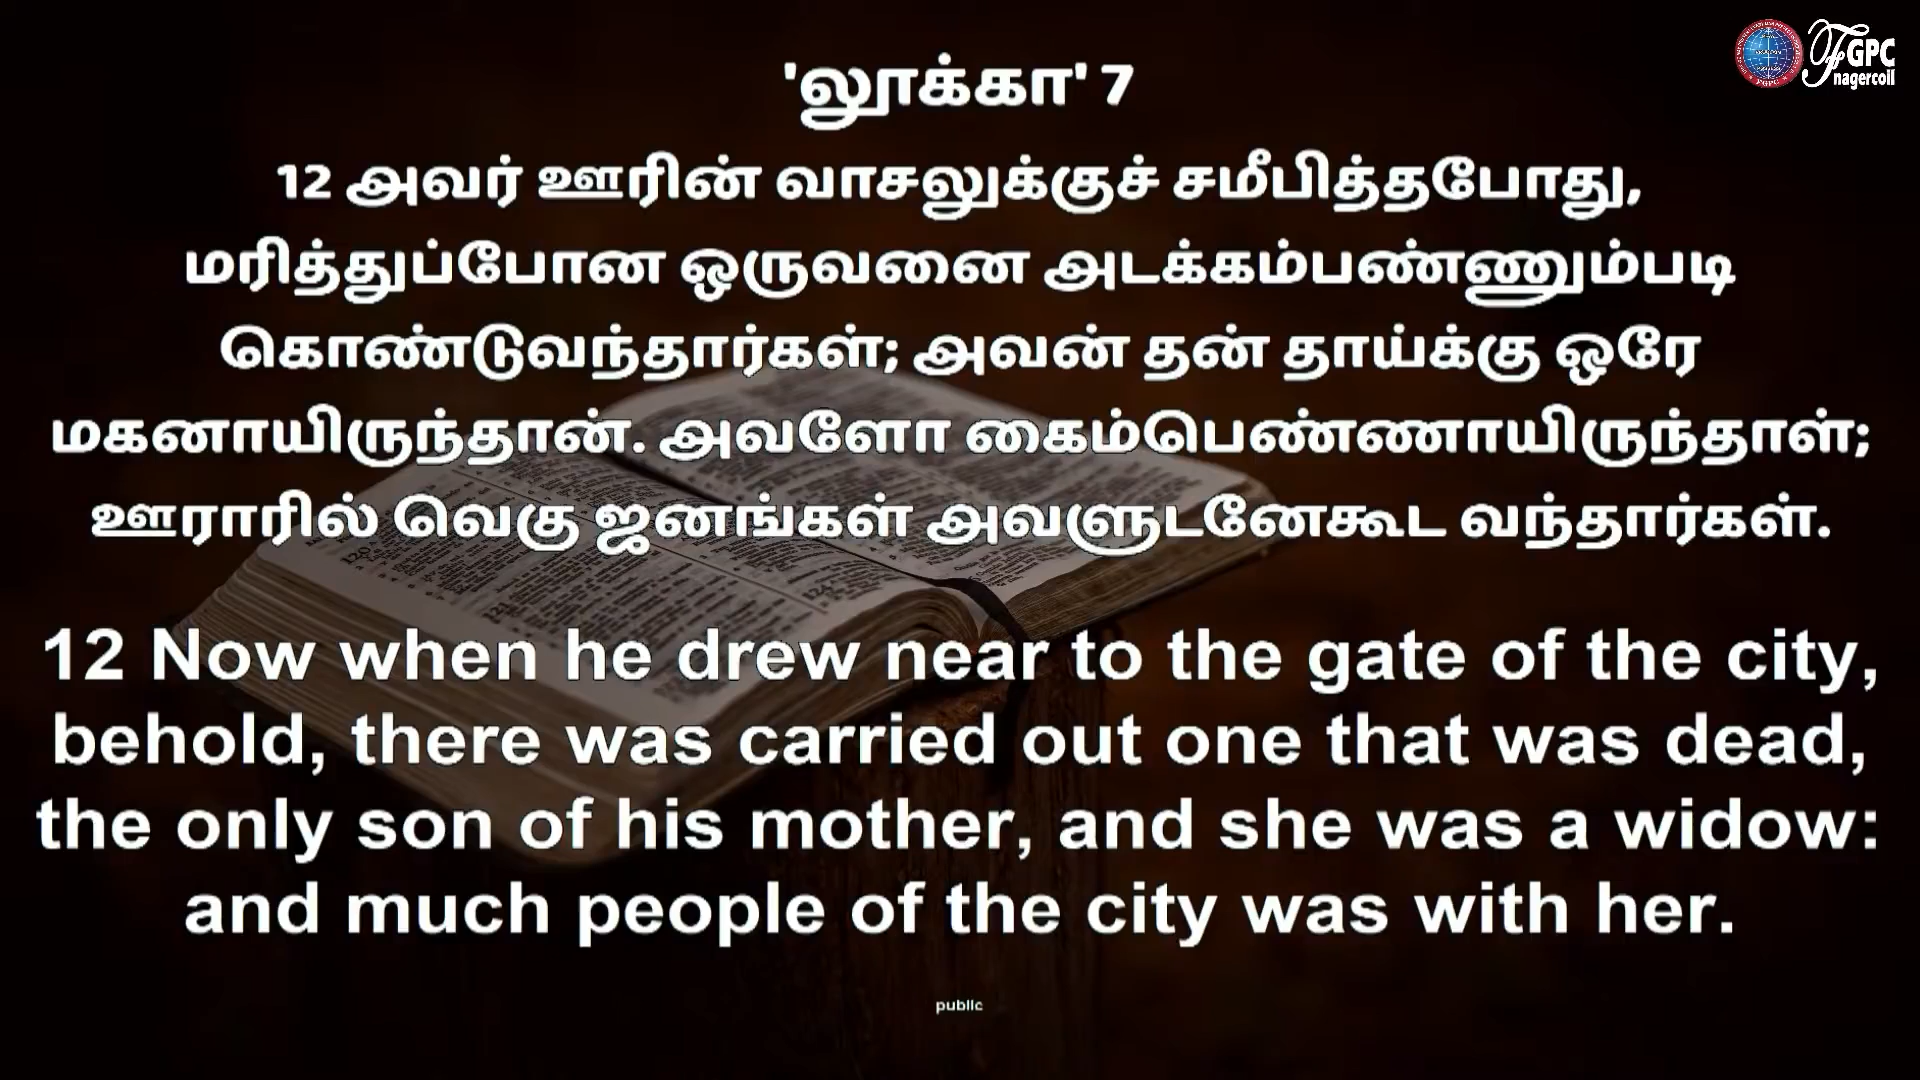 'லூக்கா' 7
12 அவர் ஊரின் வாசலுக்குச் சமீபித்தபோது,
மரித்துப்போன ஒருவனை அடக்கம்பண்ணும்படி
கொண்டுவந்தார்கள்; அவன் தன் தாய்க்கு ஒரே
மகனாயிருந்தான். அவளோ கைம்பெண்ணாயிருந்தாள்;
ஊராரில் வெகு ஜனங்கள் அவளுடனேகூட வந்தார்கள்.
12 Now when he drew near to the gate of the city,
behold, there was carried out one that was dead,
the only son of his mother, and she was a widow:
and much people of the city was with her.
public
FGPC
nagercoil